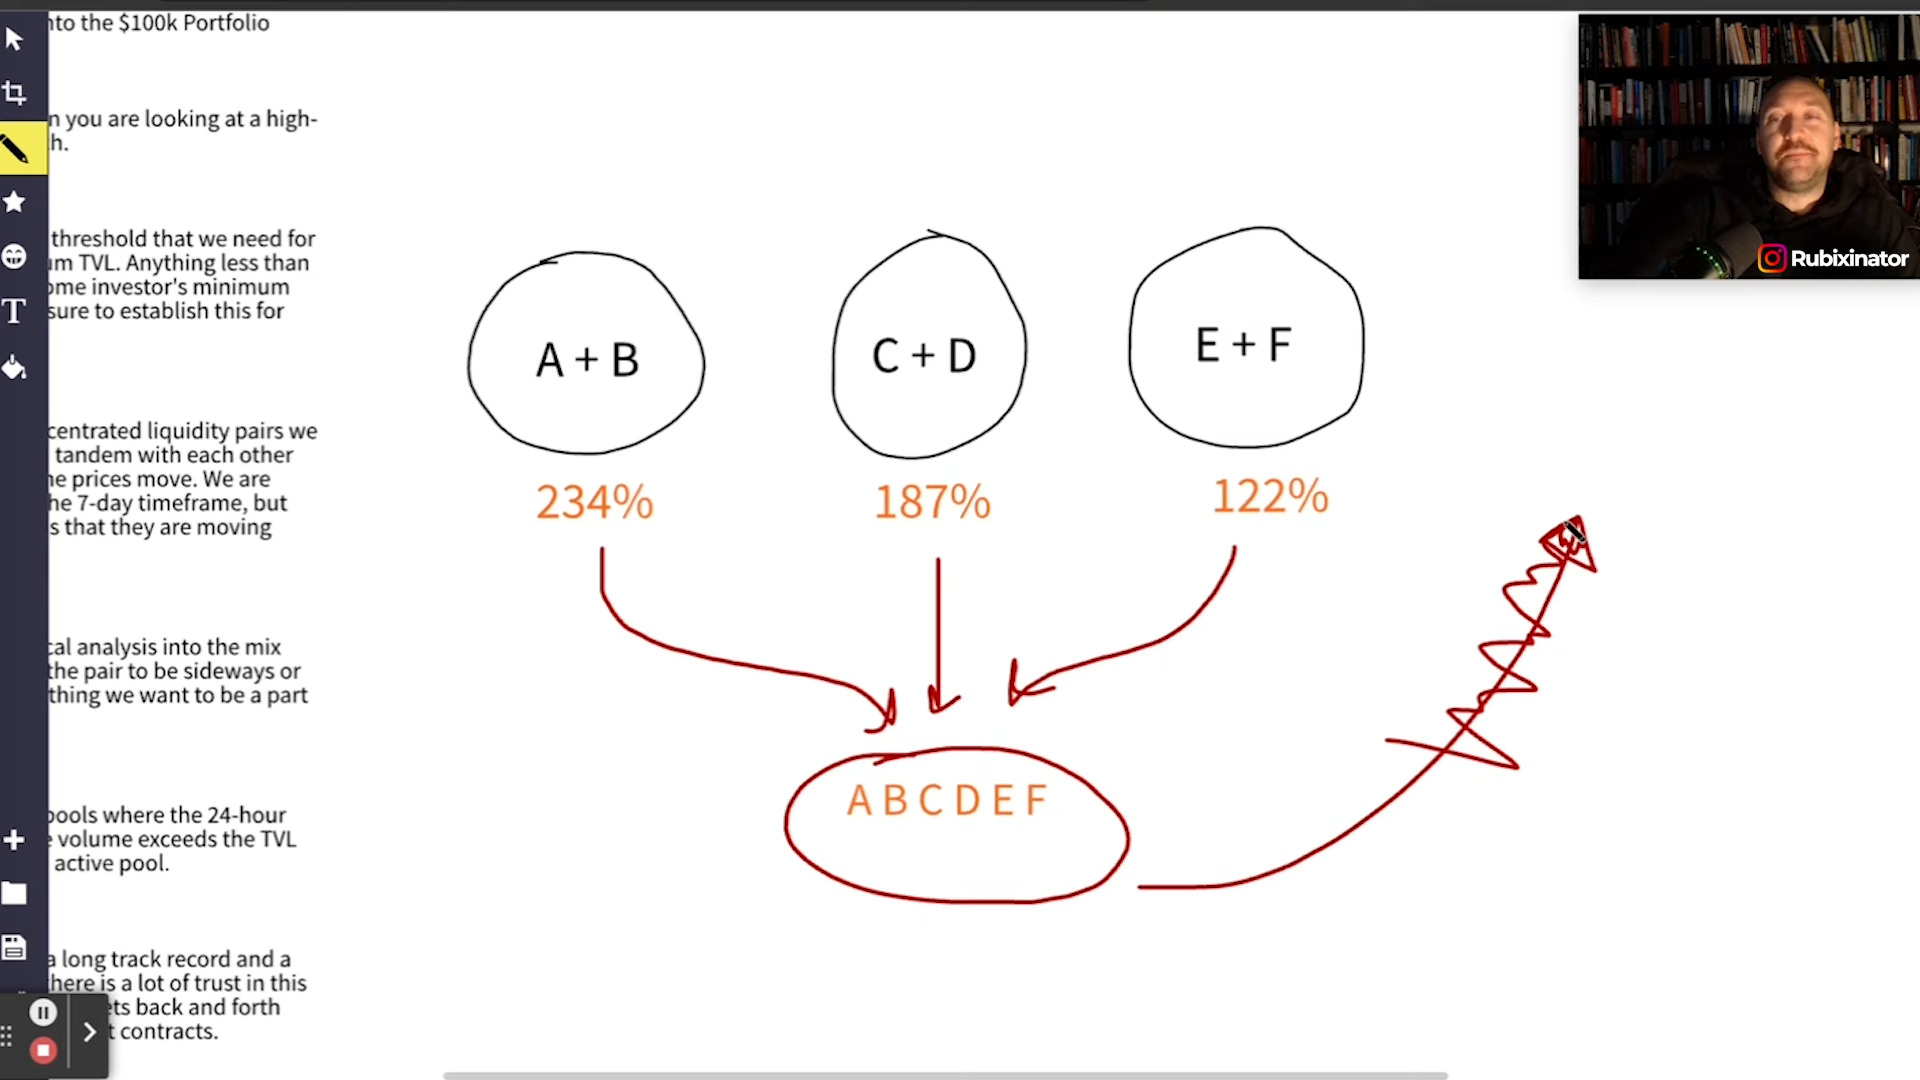 nto the $100k Portfolio
n you are looking at a high-
h.
threshold that we need for
um TVL. Anything less than
ome investor's minimum
sure to establish this for
centrated liquidity pairs we
tandem with each other
he prices move. We are
he 7-day timeframe, but
s that they are moving
cal analysis into the mix
the pair to be sideways or
thing we want to be a part
pools where the 24-hour
e volume exceeds the TVL
active pool.
a long track record and a
there is a lot of trust in this
ets back and forth
t contracts.
A + B
C + D
E + F
234%
187%
122%
A B C D E F
Rubixinator
T